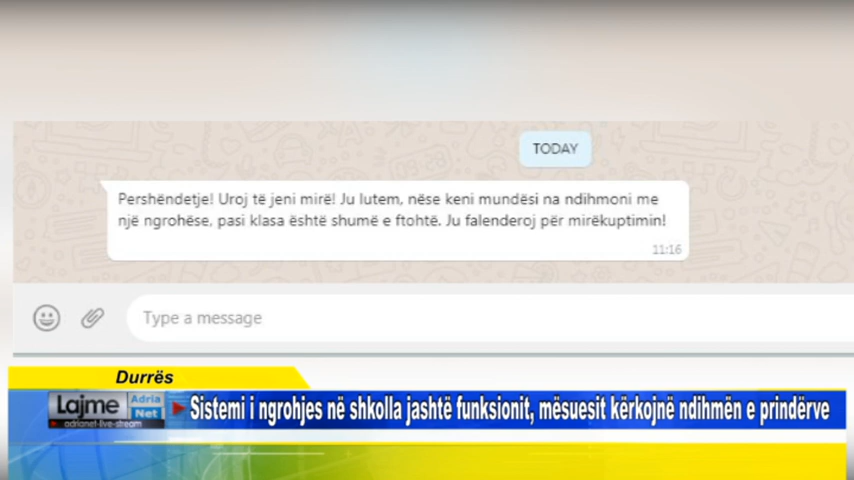 TODAY
Pershëndetje! Uroj të jeni mirë! Ju lutem, nëse keni mundësi na ndihmoni me
një ngrohëse, pasi klasa është shumë e ftohtë. Ju falenderoj për mirëkuptimin!
11:16
Type a message
Durrës
Lajme Adria Net
adrianet-live-stream
Sistemi i ngrohjes në shkolla jashtë funksionit, mësuesit kërkojnë ndihmën e prindërve